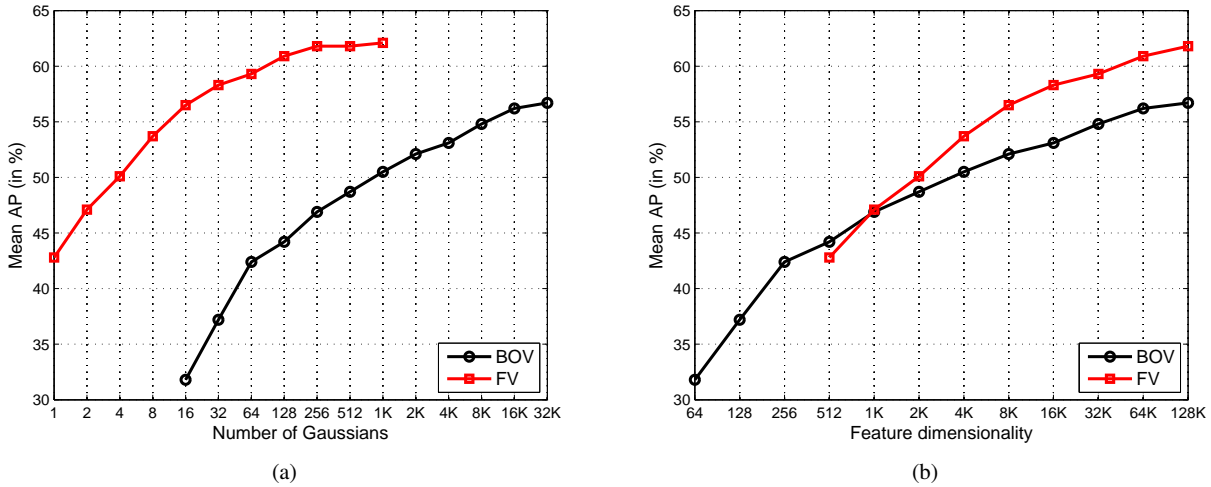 65
60
55
50
45
40
35
30
Mean AP (in %)
1 2 4 8 16 32 64 128 256 512 1K 2K 4K 8K 16K 32K
Number of Gaussians
BOV
FV
(a)
65
60
55
50
45
40
35
30
Mean AP (in %)
64 128 256 512 1K 2K 4K 8K 16K 32K 64K 128K
Feature dimensionality
BOV
FV
(b)